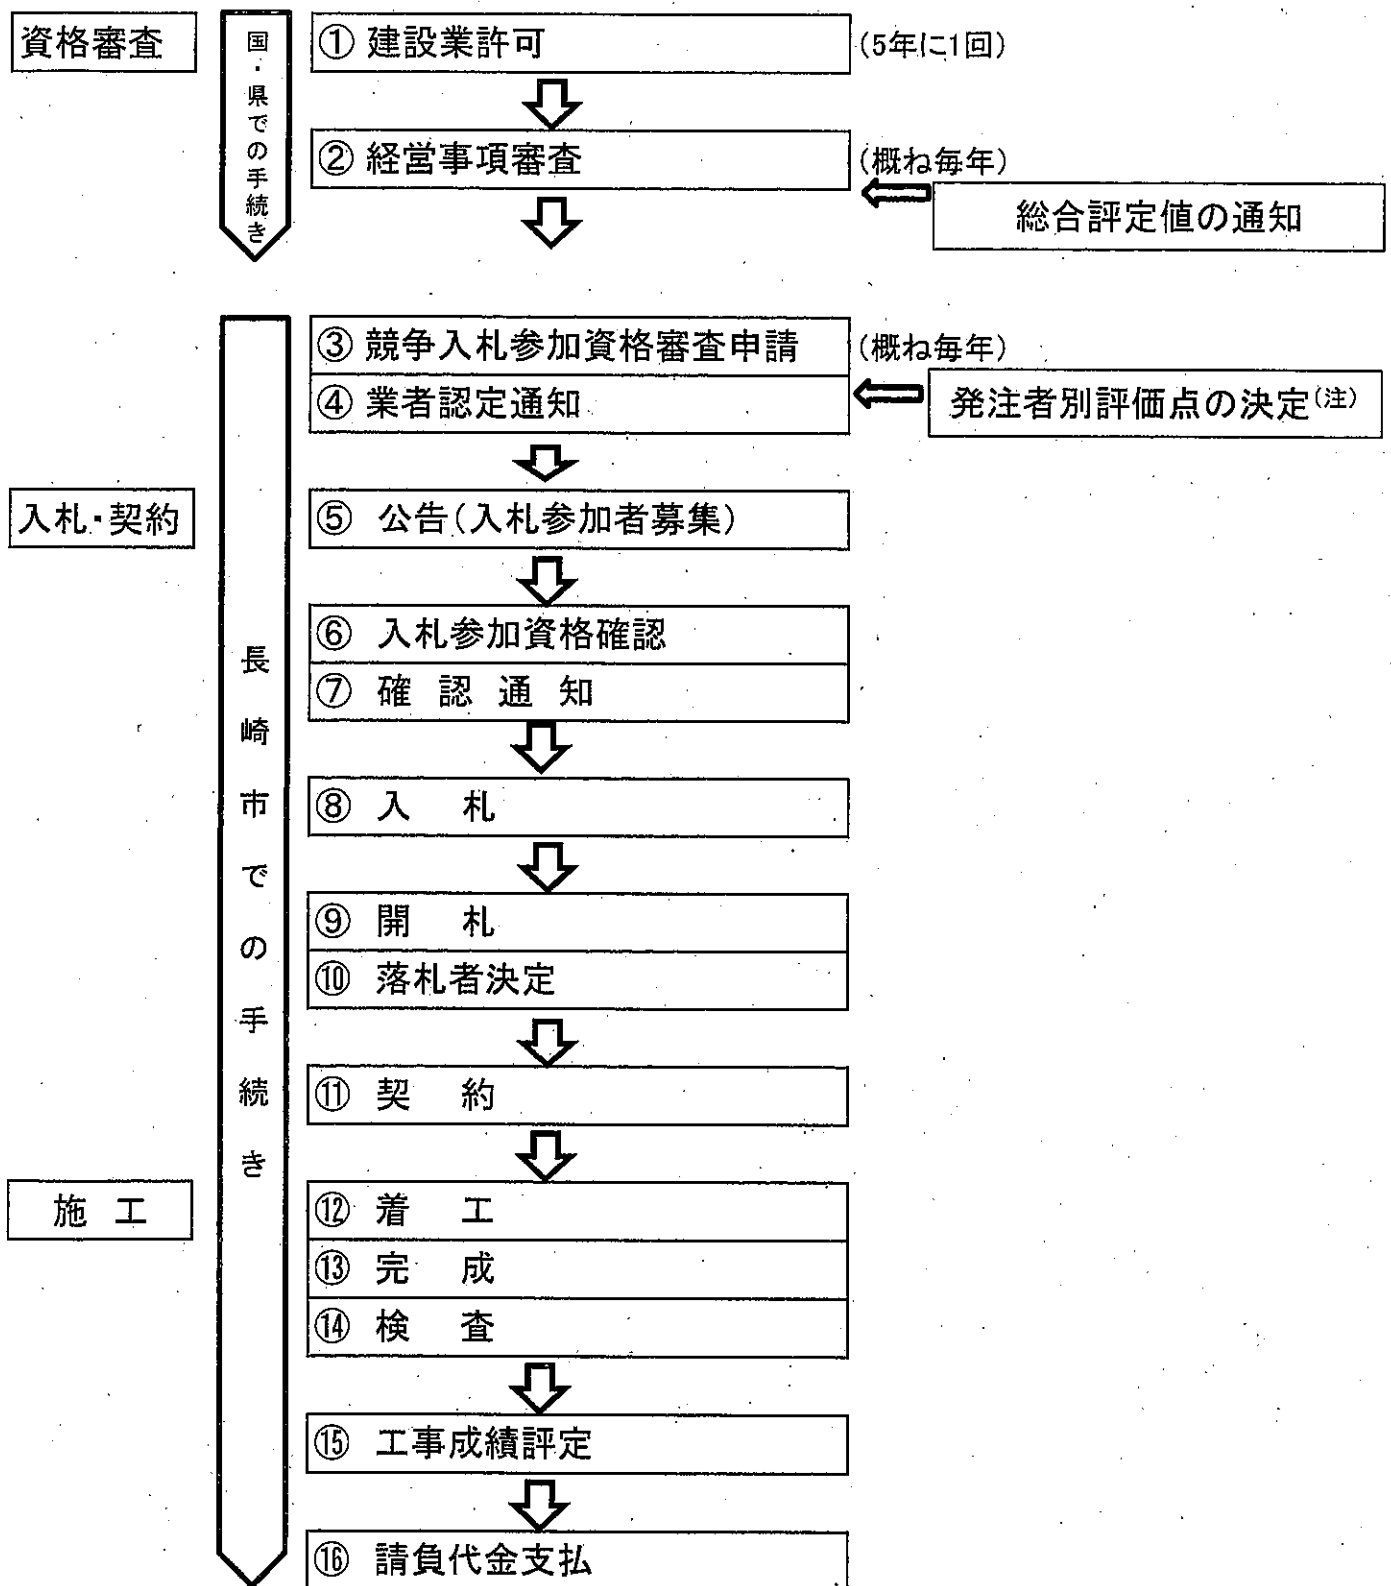 資格審査
国・県での手続き
① 建設業許可
(5年に1回)
② 経営事項審査
(概ね毎年)
総合評定値の通知
③ 競争入札参加資格審査申請
(概ね毎年)
④ 業者認定通知
発注者別評価点の決定(注)
入札・契約
長崎市での手続き
⑤ 公告(入札参加者募集)
⑥ 入札参加資格確認
⑦ 確認通知
⑧ 入札
⑨ 開札
⑩ 落札者決定
⑪ 契約
施工
⑫ 着工
⑬ 完成
⑭ 検査
⑮ 工事成績評定
⑯ 請負代金支払